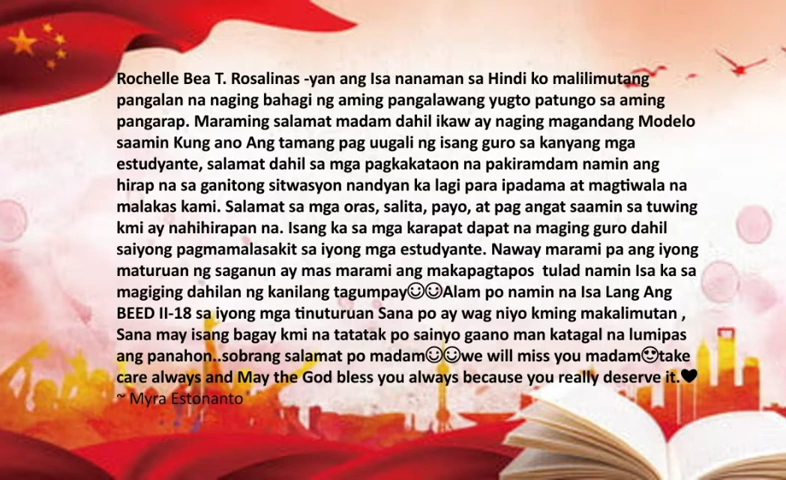 Rochelle Bea T. Rosalinas -yan ang Isa nanaman sa Hindi ko malilimutang
pangalan na naging bahagi ng aming pangalawang yugto patungo sa aming
pangarap. Maraming salamat madam dahil ikaw ay naging magandang Modelo
saamin Kung ano Ang tamang pag uugali ng isang guro sa kanyang mga
estudyante, salamat dahil sa mga pagkakataon na pakiramdam namin ang
hirap na sa ganitong sitwasyon nandyan ka lagi para ipadama at magtiwala na
malakas kami. Salamat sa mga oras, salita, payo, at pag angat saamin sa tuwing
kmi ay nahihirapan na. Isang ka sa mga karapat dapat na maging guro dahil
saiyong pagmamalasakit sa iyong mga estudyante. Naway marami pa ang iyong
maturuan ng saganun ay mas marami ang makapagtapos  tulad namin Isa ka sa
magiging dahilan ng kanilang tagumpay☺☺Alam po namin na Isa Lang Ang
BEED II-18 sa iyong mga tinuturuan Sana po ay wag niyo kming makalimutan ,
Sana may isang bagay kmi na tatatak po sainyo gaano man katagal na lumipas
ang panahon..sobrang salamat po madam☺☺we will miss you madam😍take
care always and May the God bless you always because you really deserve it.♥
~ Myra Estonanto